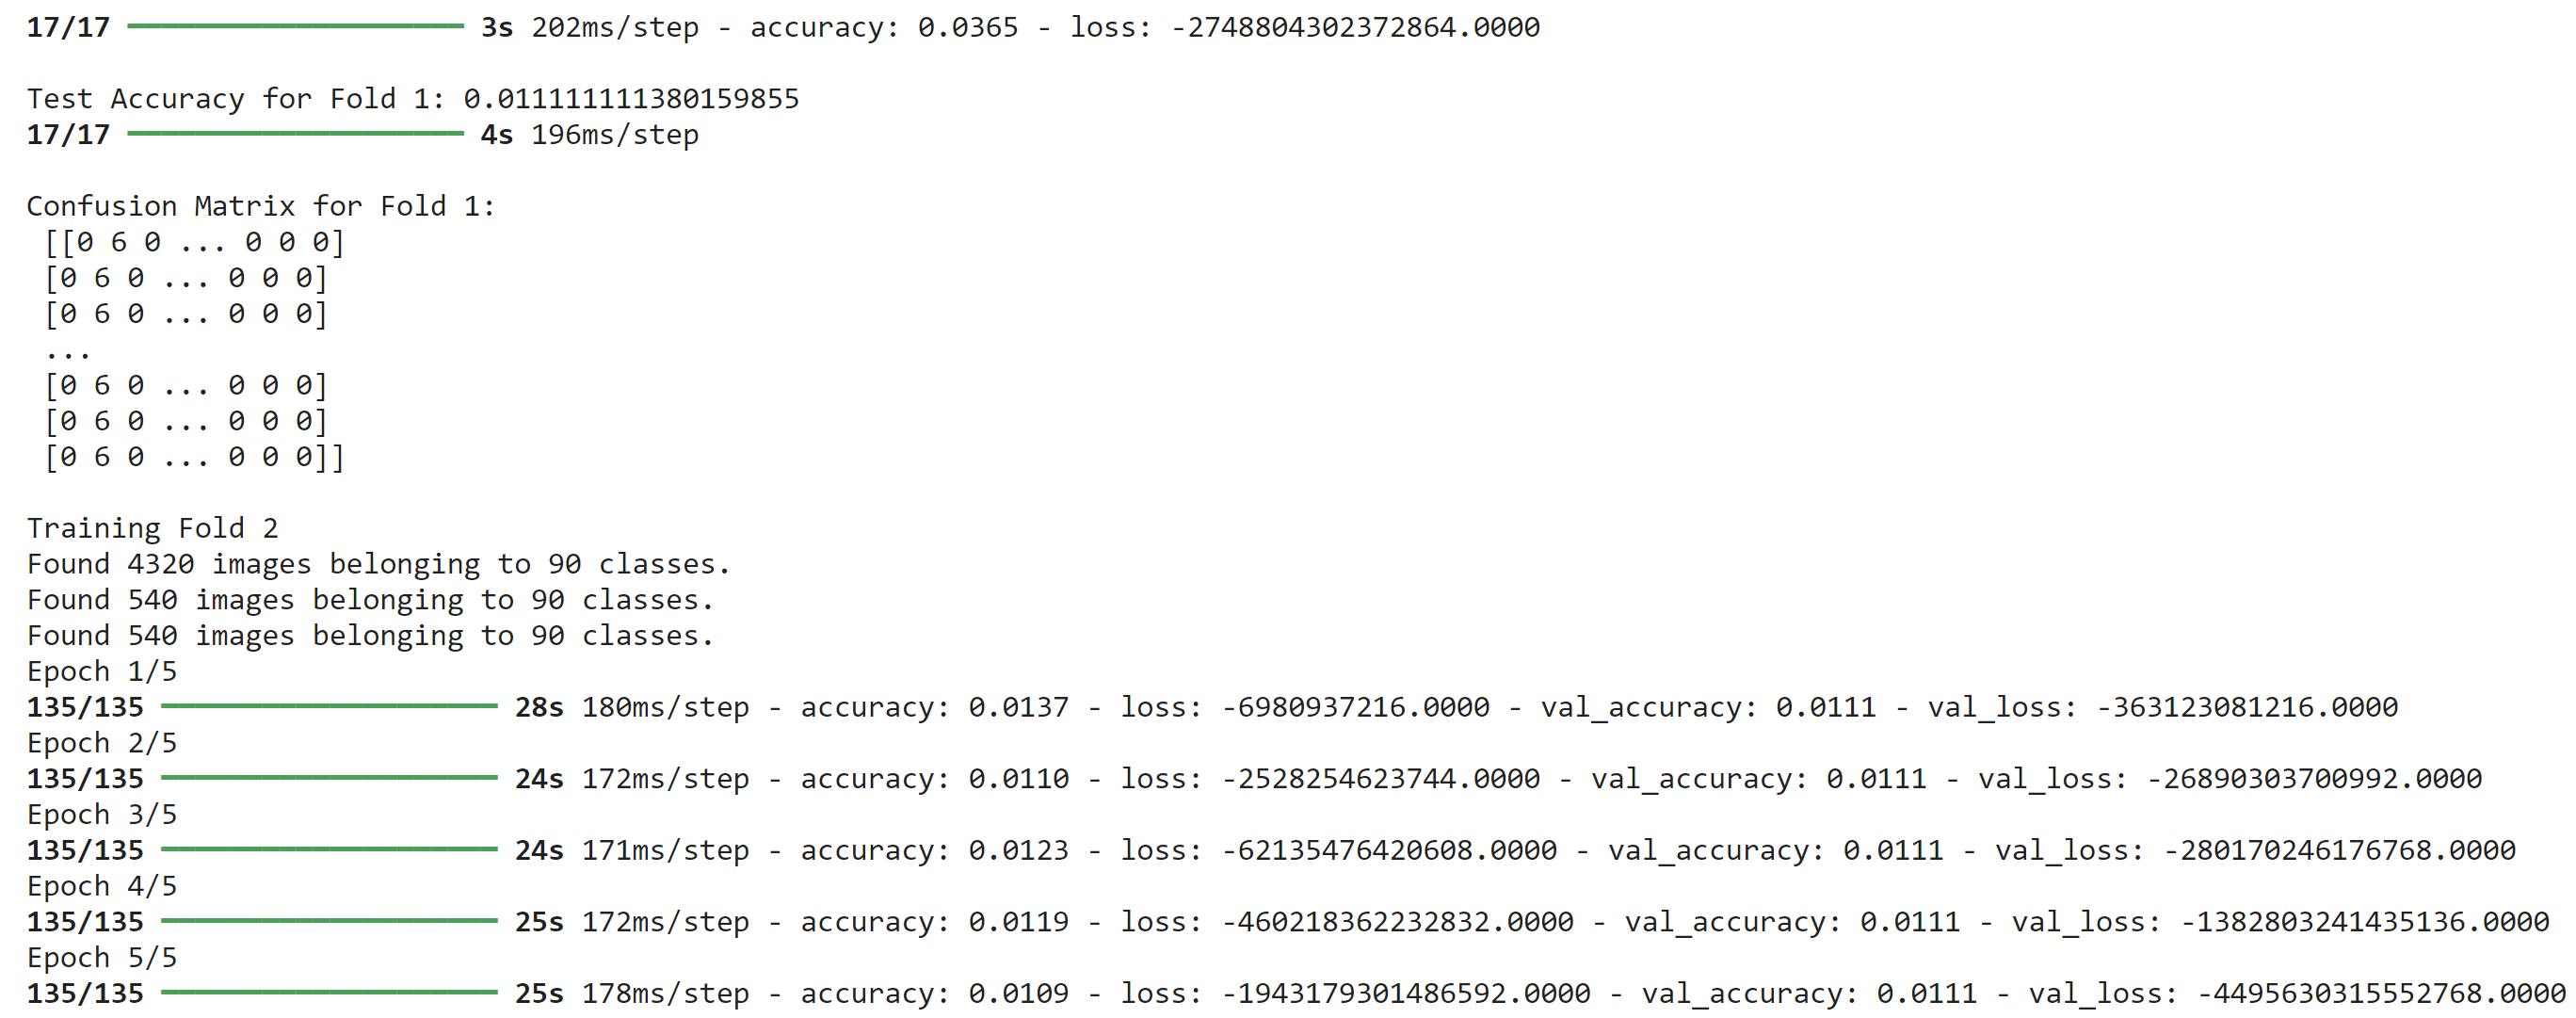 17/17 ━━━━━━━━━━━━━━━━━━━━ 3s 202ms/step - accuracy: 0.0365 - loss: -2748804302372864.0000
Test Accuracy for Fold 1: 0.011111111380159855
17/17 ━━━━━━━━━━━━━━━━━━━━ 4s 196ms/step
Confusion Matrix for Fold 1:
[[0 6 0 ... 0 0 0]
[0 6 0 ... 0 0 0]
[0 6 0 ... 0 0 0]
...
[0 6 0 ... 0 0 0]
[0 6 0 ... 0 0 0]
[0 6 0 ... 0 0 0]]
Training Fold 2
Found 4320 images belonging to 90 classes.
Found 540 images belonging to 90 classes.
Found 540 images belonging to 90 classes.
Epoch 1/5
135/135 ━━━━━━━━━━━━━━━━━━━━ 28s 180ms/step - accuracy: 0.0137 - loss: -6980937216.0000 - val_accuracy: 0.0111 - val_loss: -363123081216.0000
Epoch 2/5
135/135 ━━━━━━━━━━━━━━━━━━━━ 24s 172ms/step - accuracy: 0.0110 - loss: -2528254623744.0000 - val_accuracy: 0.0111 - val_loss: -26890303700992.0000
Epoch 3/5
135/135 ━━━━━━━━━━━━━━━━━━━━ 24s 171ms/step - accuracy: 0.0123 - loss: -62135476420608.0000 - val_accuracy: 0.0111 - val_loss: -280170246176768.0000
Epoch 4/5
135/135 ━━━━━━━━━━━━━━━━━━━━ 25s 172ms/step - accuracy: 0.0119 - loss: -460218362232832.0000 - val_accuracy: 0.0111 - val_loss: -1382803241435136.0000
Epoch 5/5
135/135 ━━━━━━━━━━━━━━━━━━━━ 25s 178ms/step - accuracy: 0.0109 - loss: -1943179301486592.0000 - val_accuracy: 0.0111 - val_loss: -4495630315552768.0000